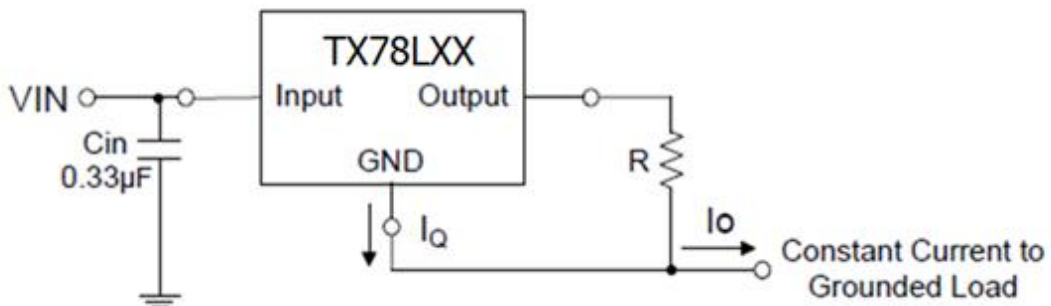 TX78LXX
VIN
Input
Output
Cin
0.33µF
GND
R
IQ
Io
Constant Current to
Grounded Load